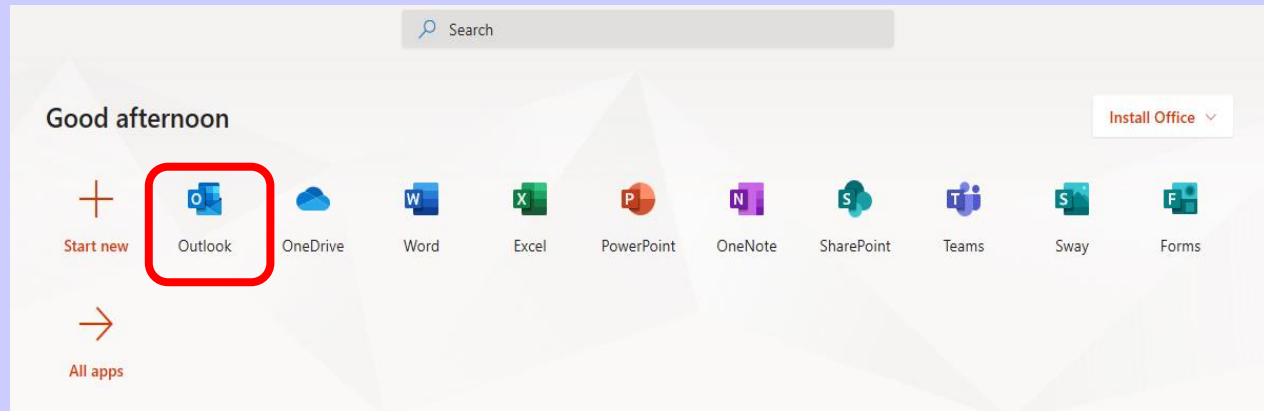 Search
Good afternoon
Install Office
Start new Outlook OneDrive Word Excel PowerPoint OneNote SharePoint Teams Sway Forms
All apps